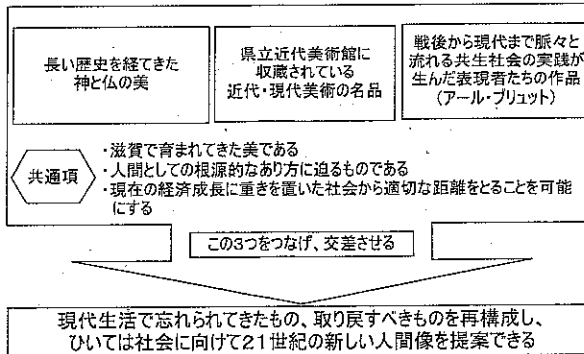 長い歴史を経てきた
神と仏の美
県立近代美術館に
収蔵されている
近代・現代美術の名品
戦後から現代まで脈々と
流れる共生社会の実践が
生んだ表現者たちの作品
(アール・ブリュット)
共通項
・滋賀で育まれてきた美である
・人間としての根源的なあり方に迫るものである
・現在の経済成長に重きを置いた社会から適切な距離をとることを可能
にする
この3つをつなげ、交差させる
現代生活で忘れられてきたもの、取り戻すべきものを再構成し、
ひいては社会に向けて21世紀の新しい人間像を提案できる